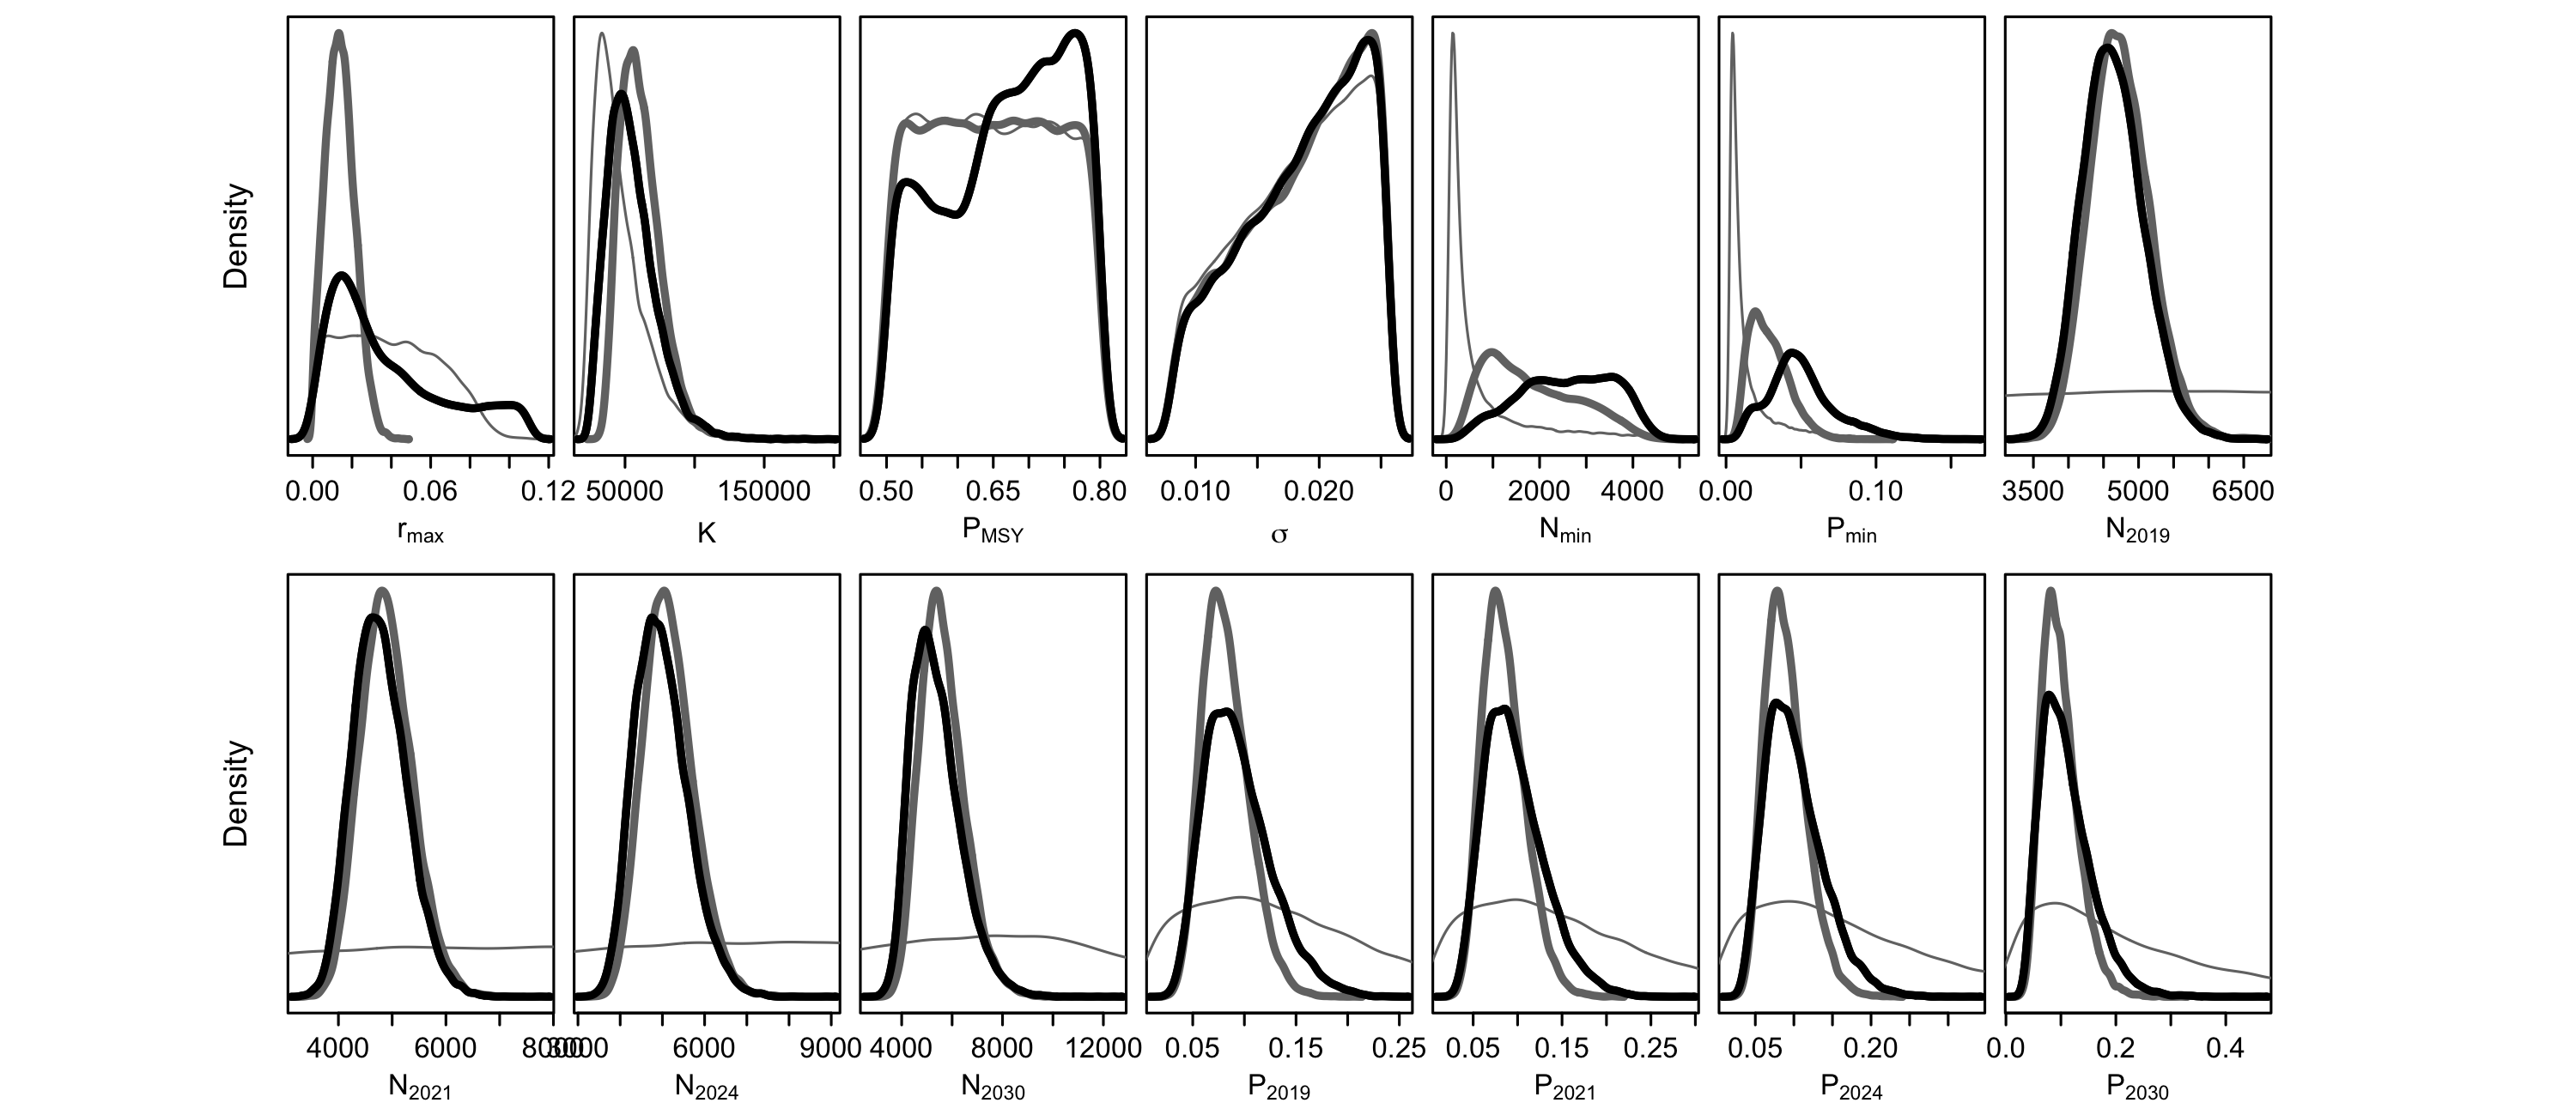 Density
0.00 0.06 0.12 50000 150000 0.50 0.65 0.80 0.010 0.020 0 2000 4000 0.00 0.10 3500 5000 6500
r_max K P_MSY σ N_min P_min N_2019
Density
4000 6000 8000 3000 6000 9000 4000 8000 12000 0.05 0.15 0.25 0.05 0.15 0.25 0.05 0.20 0.0 0.2 0.4
N_2021 N_2024 N_2030 P_2019 P_2021 P_2024 P_2030